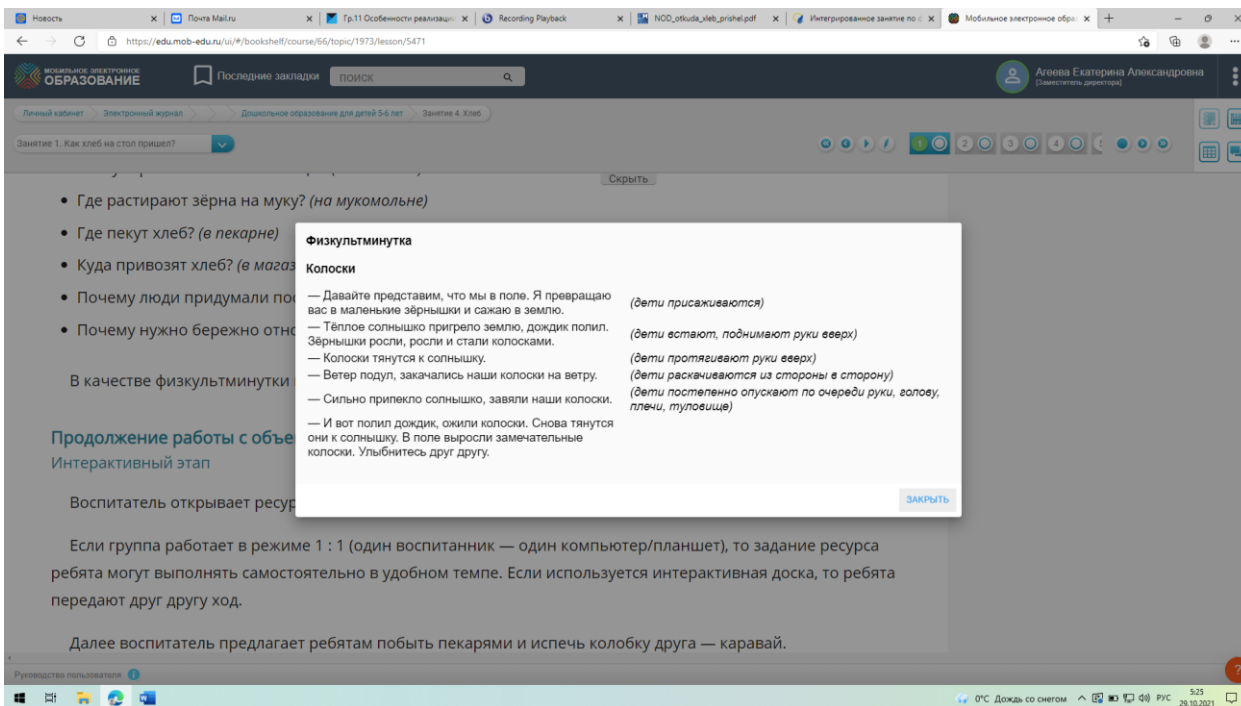 Новость
Почта Mail.ru
Гр.11 Особенности реализаци
Recording Playback
NOD_otkuda_xleb_prishel.pdf
Интегрированное занятие по с
Мобильное электронное обра
https://edu.mob-edu.ru/ui/#/bookshelf/course/66/topic/1973/lesson/5471
МОБИЛЬНОЕ ЭЛЕКТРОННОЕ
ОБРАЗОВАНИЕ
Последние закладки
ПОИСК
Агеева Екатерина Александровна
(Заместитель директора)
Личный кабинет
Электронный журнал
Дошкольное образование для детей 5-6 лет
Занятие 4. Хлеб
Занятие 1. Как хлеб на стол пришел?
1
2
3
4
Скрыть
• Где растирают зёрна на муку? (на мукомольне)
• Где пекут хлеб? (в пекарне)
• Куда привозят хлеб? (в магаз
• Почему люди придумали пос
• Почему нужно бережно отно
В качестве физкультминутки
Продолжение работы с объе
Интерактивный этап
Воспитатель открывает ресур
Если группа работает в режиме 1 : 1 (один воспитанник — один компьютер/планшет), то задание ресурса
ребята могут выполнять самостоятельно в удобном темпе. Если используется интерактивная доска, то ребята
передают друг другу ход.
Далее воспитатель предлагает ребятам побыть пекарями и испечь колобку друга — каравай.
Физкультминутка
Колоски
— Давайте представим, что мы в поле. Я превращаю
вас в маленькие зёрнышки и сажаю в землю.
(дети присаживаются)
— Тёплое солнышко пригрело землю, дождик полил.
Зёрнышки росли, росли и стали колосками.
(дети встают, поднимают руки вверх)
— Колоски тянутся к солнышку.
(дети протягивают руки вверх)
— Ветер подул, закачались наши колоски на ветру.
(дети раскачиваются из стороны в сторону)
— Сильно припекло солнышко, завяли наши колоски.
(дети постепенно опускают по очереди руки, голову,
плечи, туловище)
— И вот полил дождик, ожили колоски. Снова тянутся
они к солнышку. В поле выросли замечательные
колоски. Улыбнитесь друг другу.
ЗАКРЫТЬ
Руководство пользователя
0°C Дождь со снегом
РУС
5:25
29.10.2021